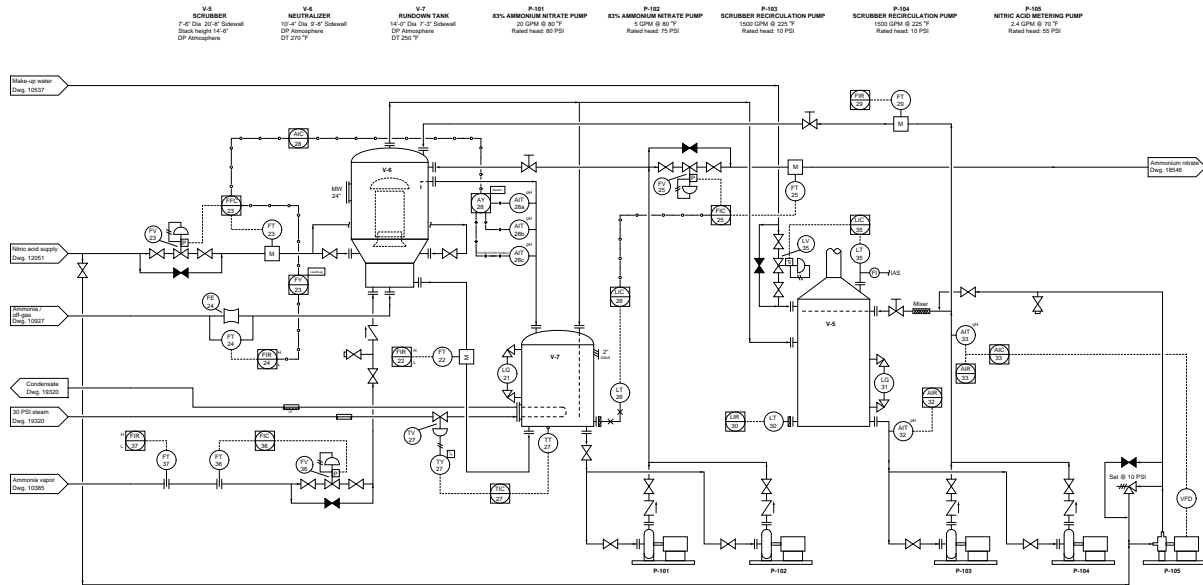 V-5
SCRUBBER
7'-6" Dia 20'-8" Sidewall
Stack height 14'-6"
DP Atmosphere
V-6
NEUTRALIZER
10'-4" Dia 9'-8" Sidewall
DP Atmosphere
DT 270 °F
V-7
RUNDOWN TANK
14'-0" Dia 7'-3" Sidewall
DP Atmosphere
DT 250 °F
P-101
83% AMMONIUM NITRATE PUMP
20 GPM @ 80 °F
Rated head: 80 PSI
P-102
83% AMMONIUM NITRATE PUMP
5 GPM @ 80 °F
Rated head: 75 PSI
P-103
SCRUBBER RECIRCULATION PUMP
1500 GPM @ 225 °F
Rated head: 10 PSI
P-104
SCRUBBER RECIRCULATION PUMP
1500 GPM @ 225 °F
Rated head: 10 PSI
P-105
NITRIC ACID METERING PUMP
2.4 GPM @ 70 °F
Rated head: 55 PSI
Make-up water
Dwg. 10537
FIR
29
FT
29
M
AIC
28
V-6
MW
24"
Ammonium nitrate
Dwg. 18546
M
FV
25
P
FT
25
FIC
25
FFC
23
AY
28
AIT
28a
pH
AIT
28b
pH
AIT
28c
pH
FV
23
P
FT
23
M
LIC
35
LV
35
LT
35
FI
IAS
Nitric acid supply
Dwg. 12051
FY
23
LIC
26
FE
24
Ammonia /
off-gas
Dwg. 10927
FT
24
FIR
24
H
L
Mixer
V-5
AIT
33
pH
AIC
33
AIR
33
FIR
22
H
L
FT
22
M
V-7
2"
LG
21
LG
31
Condensate
Dwg. 19320
LT
26
AIR
32
30 PSI steam
Dwg. 19320
TV
27
LIR
30
LT
30
AIT
32
pH
H
L
FIR
37
FIC
36
TT
27
FT
37
FT
36
FV
36
P
TY
27
Ammonia vapor
Dwg. 10385
TIC
27
Set @ 10 PSI
VFD
P-101
P-102
P-103
P-104
P-105